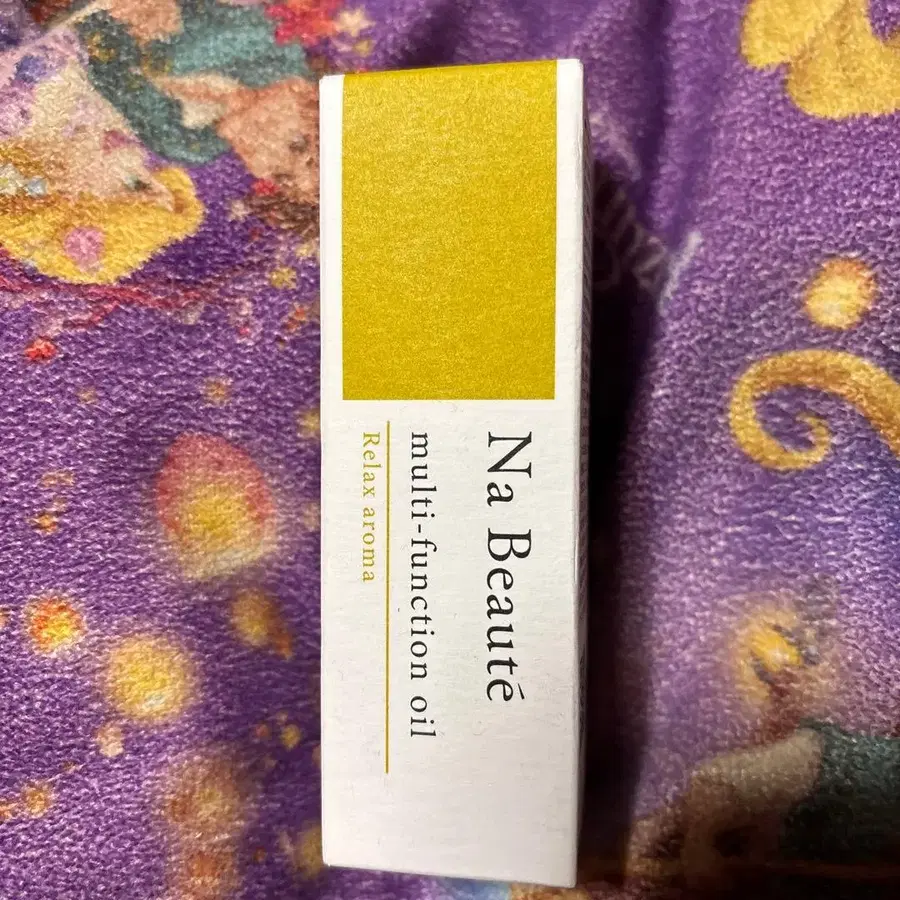 Na Beauté
multi-function oil
Relax aroma